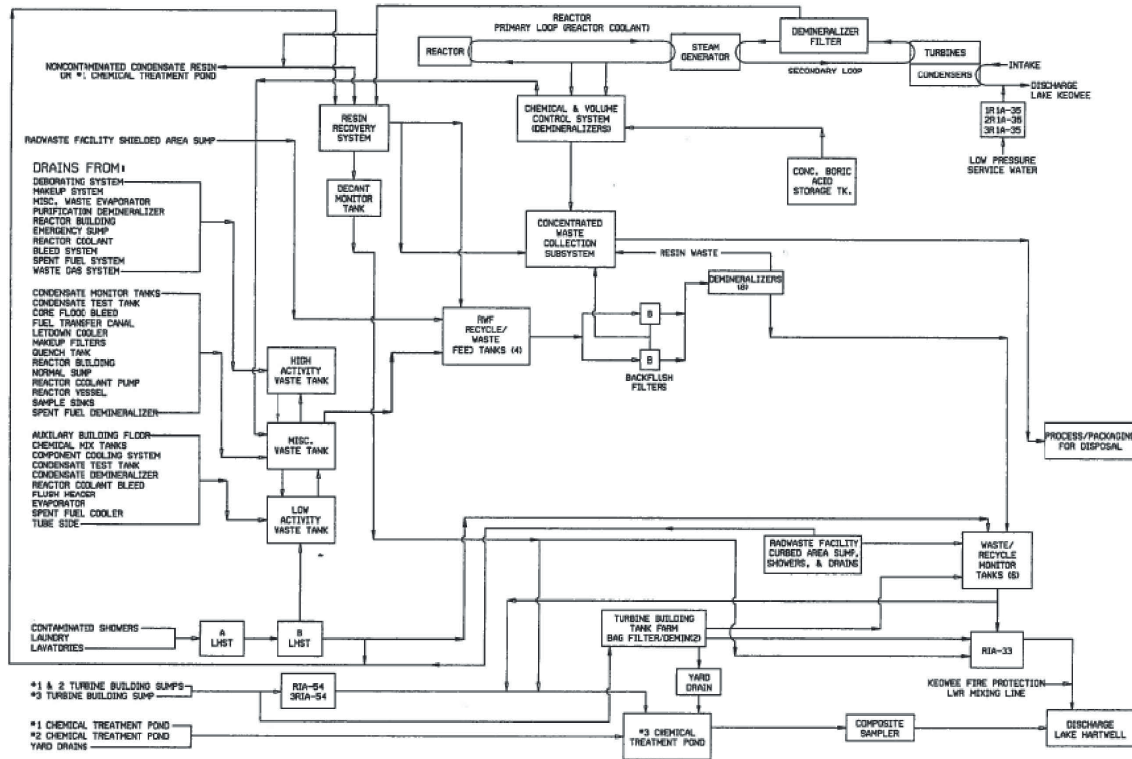 REACTOR
PRIMARY LOOP (REACTOR COOLANT)
REACTOR
STEAM
GENERATOR
DEMINERALIZER
FILTER
SECONDARY LOOP
TURBINES
CONDENSERS
INTAKE
DISCHARGE
LAKE KEOWEE
1R1A-35
2R1A-35
3R1A-35
LOW PRESSURE
SERVICE WATER
NONCONTAMINATED CONDENSATE RESIN
OR *1 CHEMICAL TREATMENT POND
RESIN
RECOVERY
SYSTEM
CHEMICAL & VOLUME
CONTROL SYSTEM
(DEMINERALIZERS)
CONC. BORIC
ACID
STORAGE TK.
RADWASTE FACILITY SHIELDED AREA SUMP
DECANT
MONITOR
TANK
CONCENTRATED
WASTE
COLLECTION
SUBSYSTEM
RESIN WASTE
DEMINERALIZERS
(8)
DRAINS FROM:
DEBORATING SYSTEM
MAKEUP SYSTEM
MISC. WASTE EVAPORATOR
PURIFICATION DEMINERALIZER
REACTOR BUILDING
EMERGENCY SUMP
REACTOR COOLANT
BLEED SYSTEM
SPENT FUEL SYSTEM
WASTE GAS SYSTEM
CONDENSATE MONITOR TANKS
CONDENSATE TEST TANK
CORE FLOOD BLEED
FUEL TRANSFER CANAL
LETDOWN COOLER
MAKEUP FILTERS
QUENCH TANK
REACTOR BUILDING
NORMAL SUMP
REACTOR COOLANT PUMP
REACTOR VESSEL
SAMPLE SINKS
SPENT FUEL DEMINERALIZER
AUXILARY BUILDING FLOOR
CHEMICAL MIX TANKS
COMPONENT COOLING SYSTEM
CONDENSATE TEST TANK
CONDENSATE DEMINERALIZER
REACTOR COOLANT BLEED
FLUSH HEADER
EVAPORATOR
SPENT FUEL COOLER
TUBE SIDE
HIGH
ACTIVITY
WASTE TANK
MISC.
WASTE TANK
LOW
ACTIVITY
WASTE TANK
RWF
RECYCLE/
WASTE
FEED TANKS (4)
B
B
BACKFLUSH
FILTERS
PROCESS/PACKAGING
FOR DISPOSAL
RADWASTE FACILITY
CURBED AREA SUMP,
SHOWERS, & DRAINS
WASTE/
RECYCLE
MONITOR
TANKS (6)
CONTAMINATED SHOWERS
LAUNDRY
LAVATORIES
A
LHST
B
LHST
TURBINE BUILDING
TANK FARM
BAG FILTER/DEMIN(2)
RIA-33
*1 & 2 TURBINE BUILDING SUMPS
*3 TURBINE BUILDING SUMP
RIA-54
3RIA-54
YARD
DRAIN
KEOWEE FIRE PROTECTION
LWR MIXING LINE
*1 CHEMICAL TREATMENT POND
*2 CHEMICAL TREATMENT POND
YARD DRAINS
*3 CHEMICAL
TREATMENT POND
COMPOSITE
SAMPLER
DISCHARGE
LAKE HARTWELL